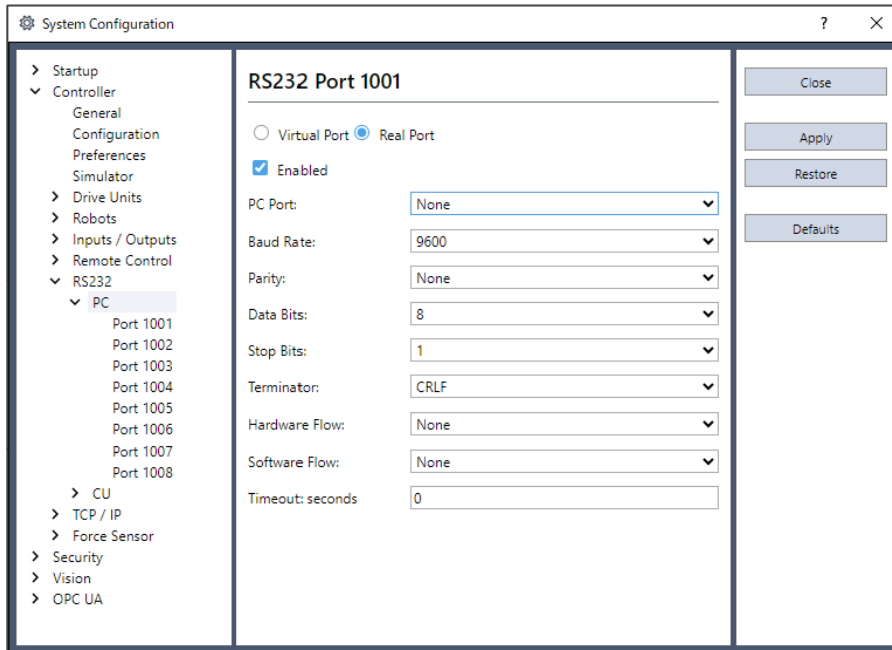 System Configuration
?
Startup
Controller
General
Configuration
Preferences
Simulator
Drive Units
Robots
Inputs / Outputs
Remote Control
RS232
PC
Port 1001
Port 1002
Port 1003
Port 1004
Port 1005
Port 1006
Port 1007
Port 1008
CU
TCP / IP
Force Sensor
Security
Vision
OPC UA
RS232 Port 1001
Virtual Port Real Port
Enabled
PC Port: None
Baud Rate: 9600
Parity: None
Data Bits: 8
Stop Bits: 1
Terminator: CRLF
Hardware Flow: None
Software Flow: None
Timeout: seconds 0
Close
Apply
Restore
Defaults